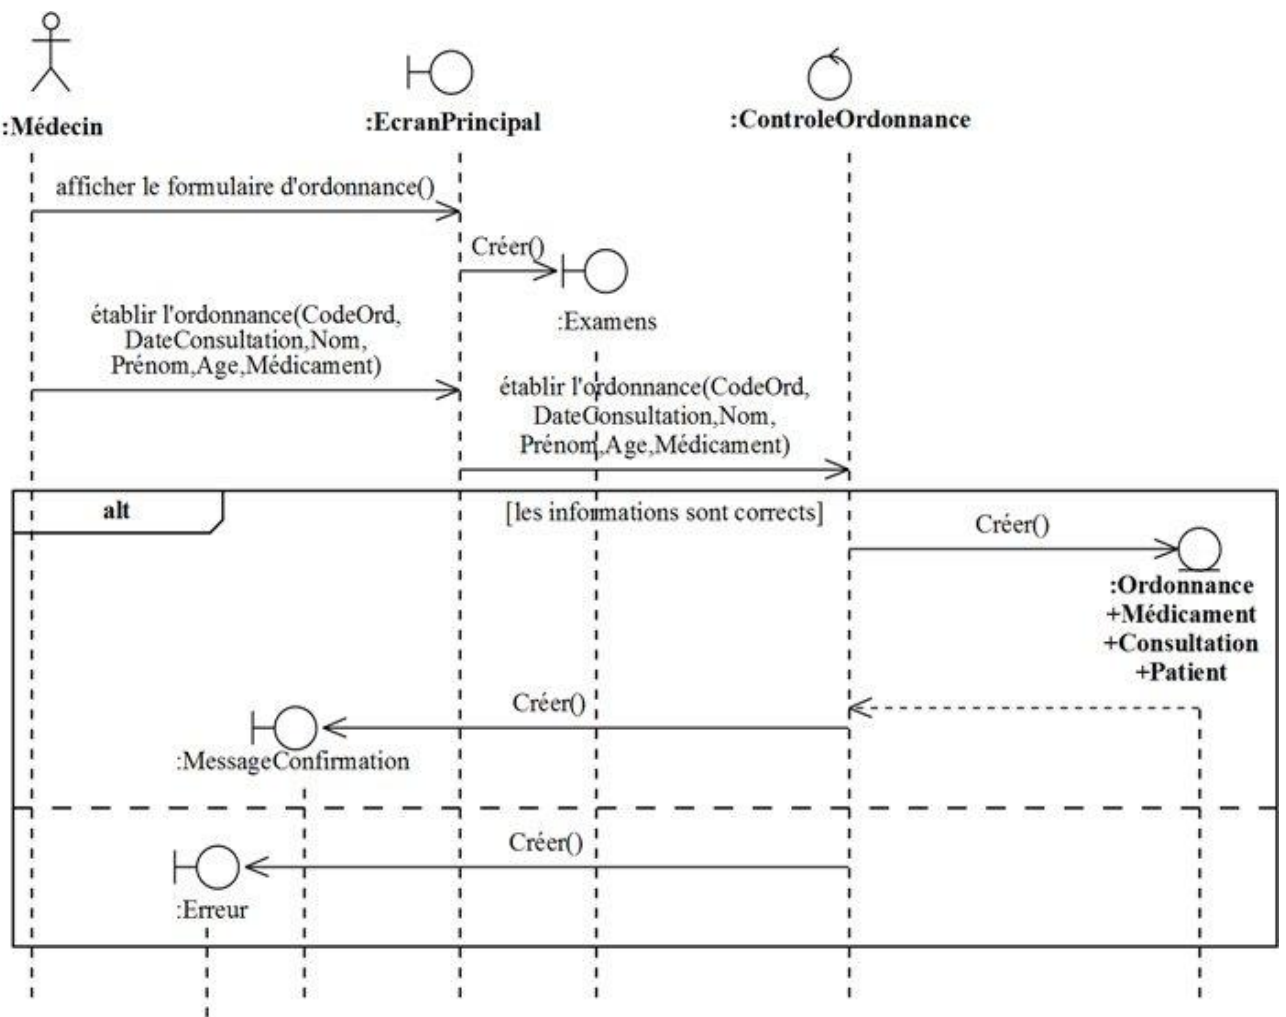 :Médecin
:EcranPrincipal
:ControleOrdonnance
afficher le formulaire d'ordonnance()
Créer()
:Examens
établir l'ordonnance(CodeOrd,
DateConsultation,Nom,
Prénom,Age,Médicament)
établir l'ordonnance(CodeOrd,
DateConsultation,Nom,
Prénom,Age,Médicament)
alt
[les informations sont corrects]
Créer()
:Ordonnance
+Médicament
+Consultation
+Patient
Créer()
:MessageConfirmation
Créer()
:Erreur